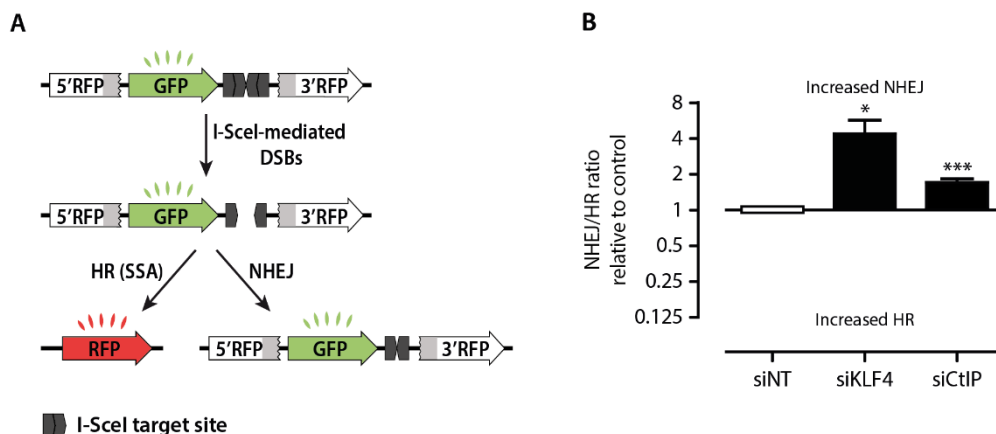 A
5'RFP GFP 3'RFP
I-SceI-mediated
DSBs
5'RFP GFP 3'RFP
HR (SSA) NHEJ
RFP 5'RFP GFP 3'RFP
I-SceI target site
B
NHEJ/HR ratio
relative to control
8
4
2
1
0.5
0.25
0.125
Increased NHEJ
*
***
Increased HR
siNT siKLF4 siCtIP